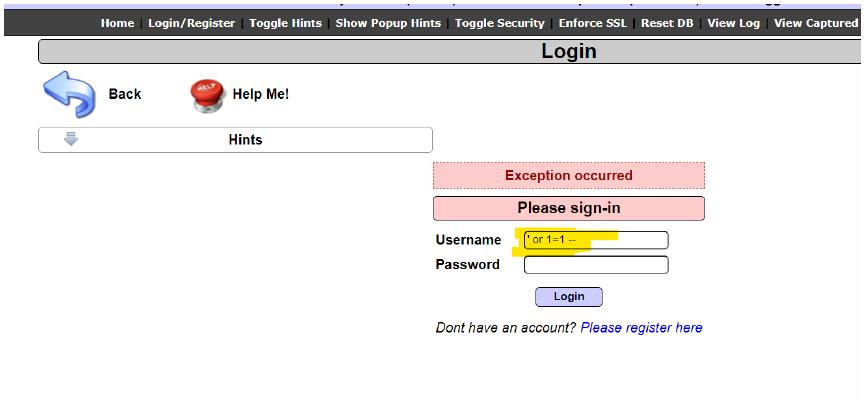 Home | Login/Register | Toggle Hints | Show Popup Hints | Toggle Security | Enforce SSL | Reset DB | View Log | View Captured
Login
Back
HELP
Help Me!
Hints
Exception occurred
Please sign-in
Username ' or 1=1 --
Password
Login
Dont have an account? Please register here